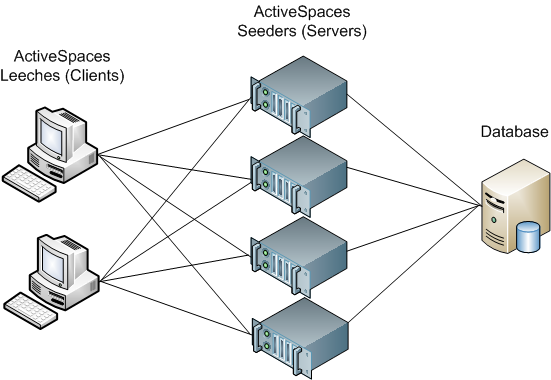 ActiveSpaces
Leeches (Clients)
ActiveSpaces
Seeders (Servers)
Database